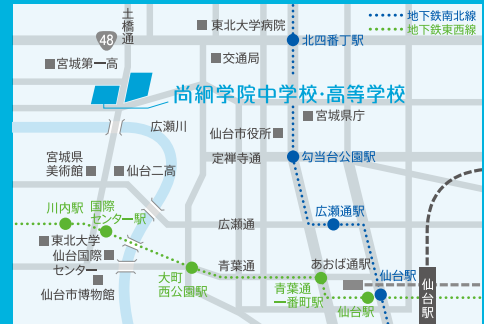 土橋通
東北大学病院
地下鉄南北線
地下鉄東西線
48
北四番丁駅
宮城第一高
交通局
尚絅学院中学校・高等学校
宮城県庁
広瀬川
仙台市役所
宮城県
美術館
仙台二高
定禅寺通
勾当台公園駅
川内駅
国際
センター駅
広瀬通駅
広瀬通
東北大学
仙台国際
センター
仙台市博物館
大町
西公園駅
青葉通
あおば通駅
仙台駅
青葉通
一番町駅
仙台駅
仙台駅